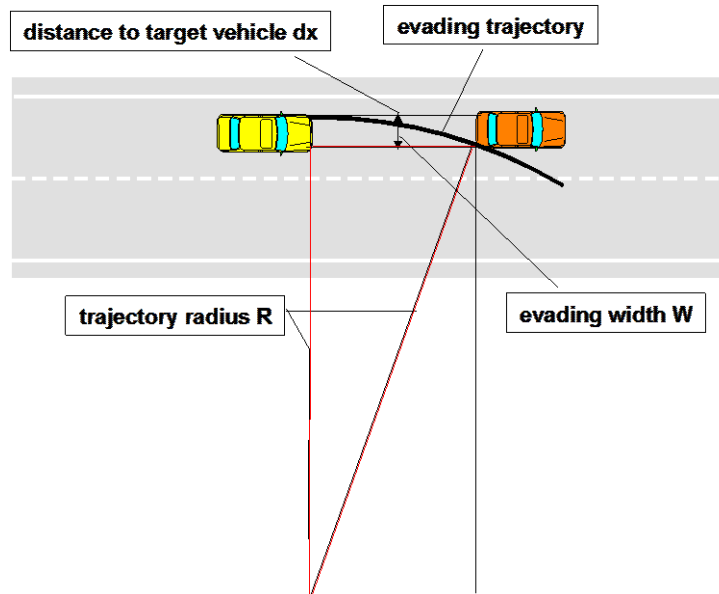 distance to target vehicle dx
evading trajectory
trajectory radius R
evading width W